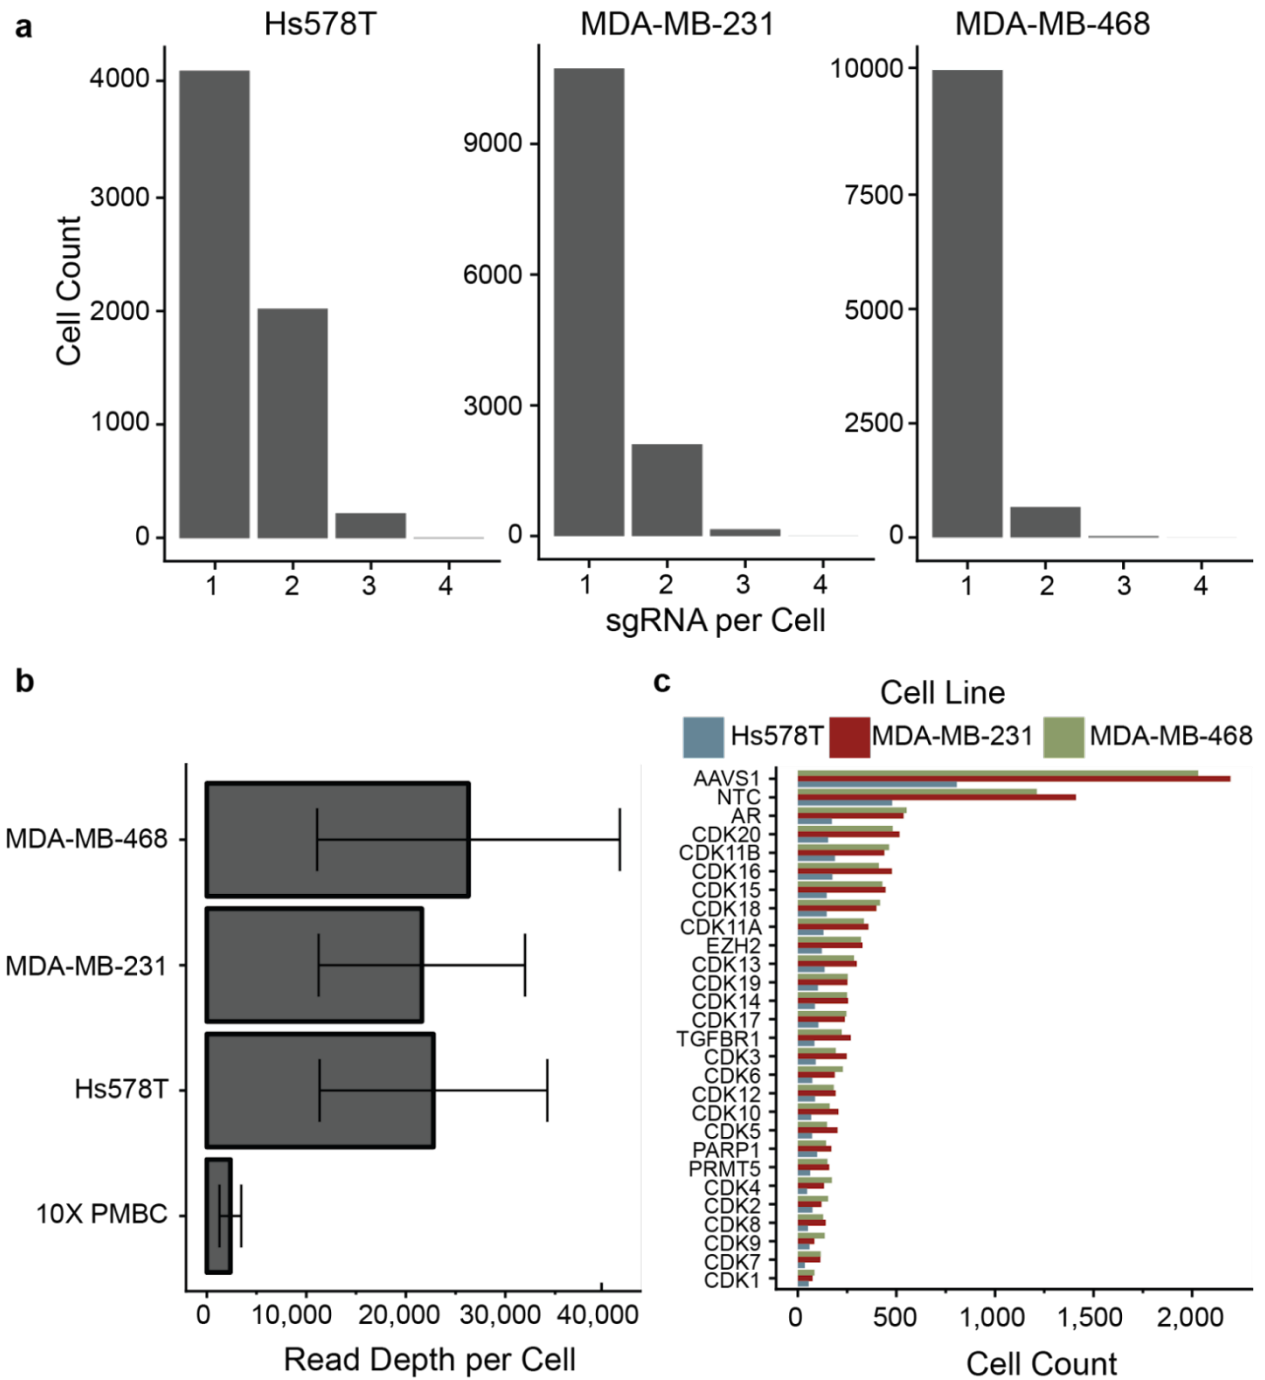 a
Hs578T
MDA-MB-231
MDA-MB-468
Cell Count
4000
3000
2000
1000
0
1 2 3 4
9000
6000
3000
0
1 2 3 4
10000
7500
5000
2500
0
1 2 3 4
sgRNA per Cell
b
MDA-MB-468
MDA-MB-231
Hs578T
10X PMBC
0 10,000 20,000 30,000 40,000
Read Depth per Cell
c
Cell Line
Hs578T MDA-MB-231 MDA-MB-468
AAVS1
NTC
AR
CDK20
CDK11B
CDK16
CDK15
CDK18
CDK11A
EZH2
CDK13
CDK19
CDK14
CDK17
TGFBR1
CDK3
CDK6
CDK12
CDK10
CDK5
PARP1
PRMT5
CDK4
CDK2
CDK8
CDK9
CDK7
CDK1
0 500 1,000 1,500 2,000
Cell Count